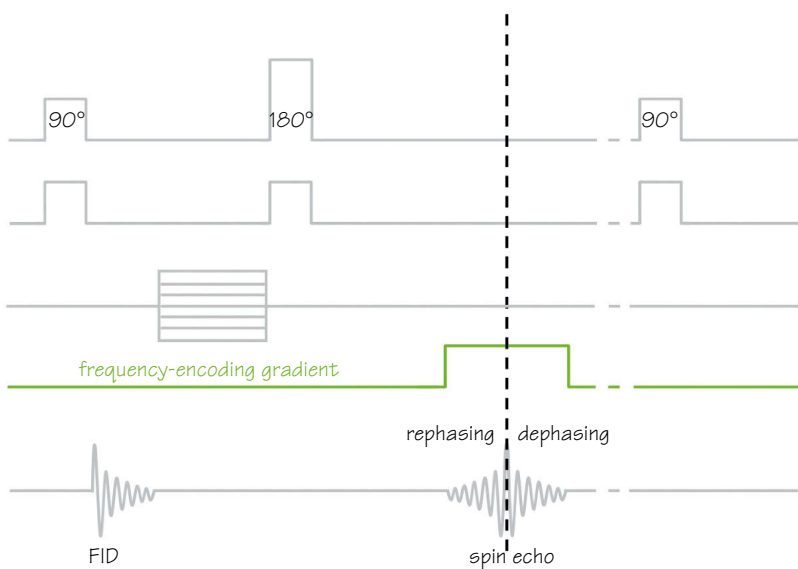 90° 180° 90°
frequency-encoding gradient
rephasing dephasing
FID spin echo